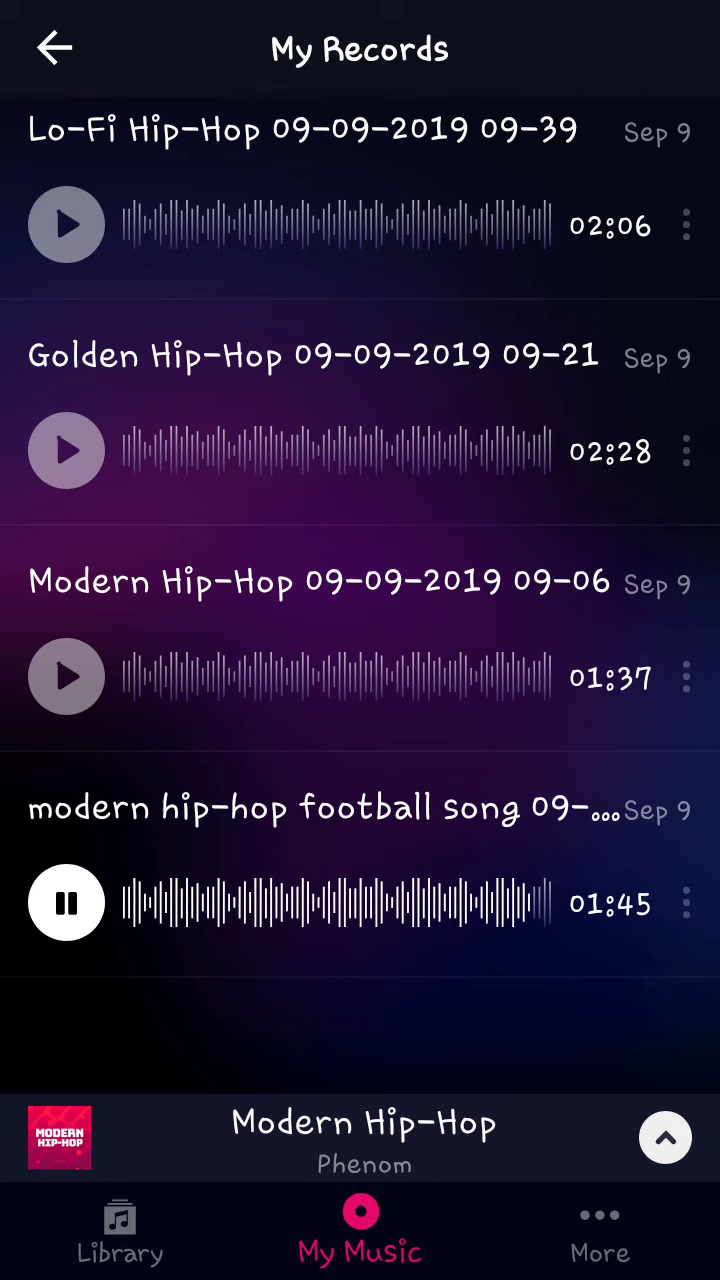 My Records
Lo-Fi Hip-Hop 09-09-2019 09-39 Sep 9
02:06
Golden Hip-Hop 09-09-2019 09-21 Sep 9
02:28
Modern Hip-Hop 09-09-2019 09-06 Sep 9
01:37
modern hip-hop football song 09-... Sep 9
01:45
MODERN
HIP-HOP
Modern Hip-Hop
Phenom
Library My Music More